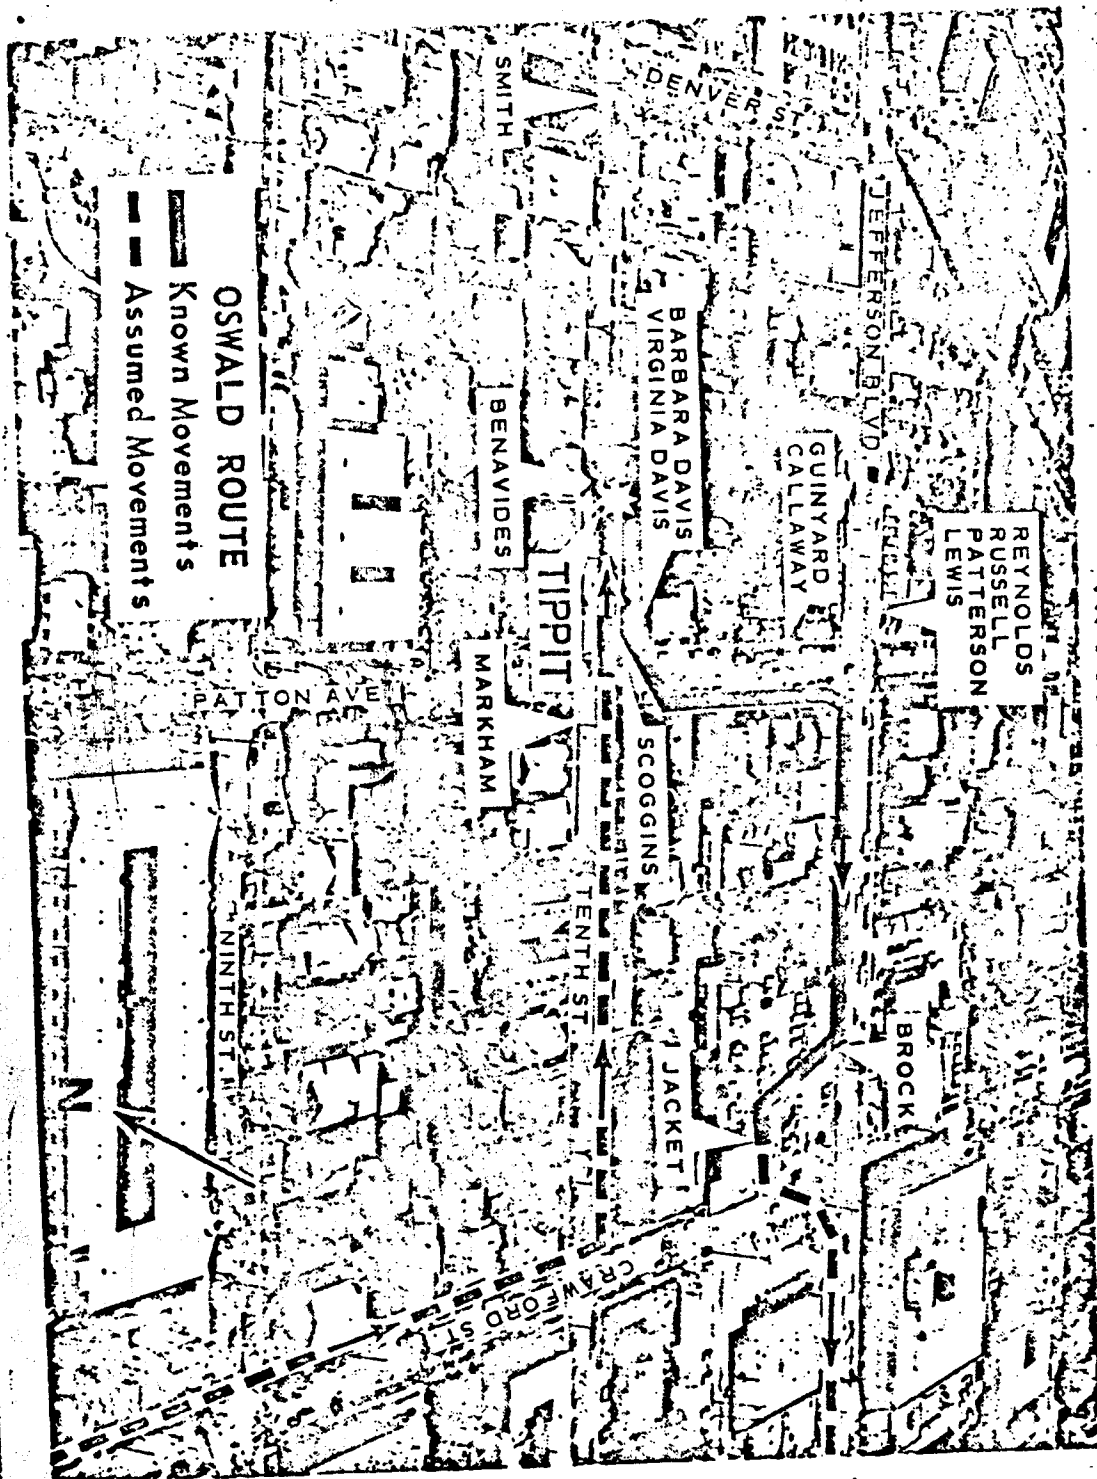 SMITH
DENVER ST.
JEFFERSON BLVD
REYNOLDS
RUSSELL
PATTERSON
LEWIS
GUINYARD
CALLAWAY
BARBARA DAVIS
VIRGINIA DAVIS
BENAVIDES
TIPPIT
MARKHAM
SCOGGINS
PATTON AVE
TENTH ST.
NINTH ST.
JACKET
BROCK
CRAWFORD ST.
N
OSWALD ROUTE
Known Movements
Assumed Movements